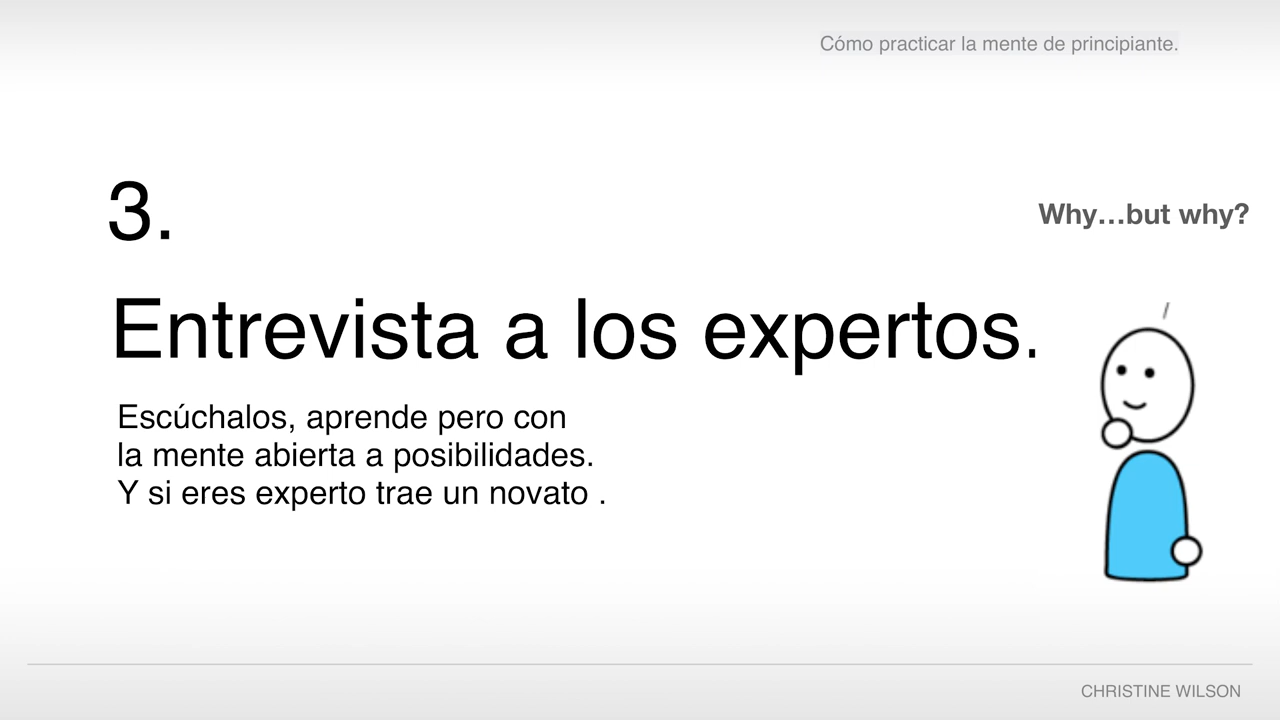 Cómo practicar la mente de principiante.
3.
Why...but why?
Entrevista a los expertos.
Escúchalos, aprende pero con
la mente abierta a posibilidades.
Y si eres experto trae un novato .
CHRISTINE WILSON